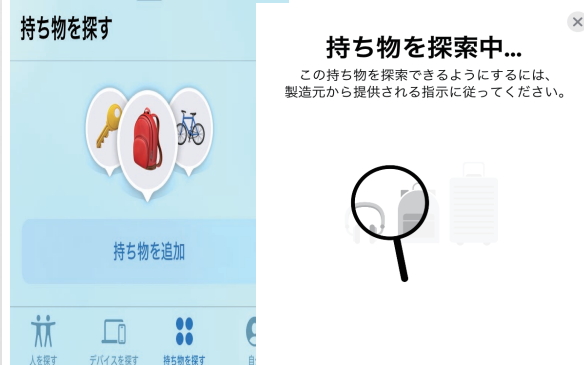 持ち物を探す
持ち物を追加
人を探す
デバイスを探す
持ち物を探す
自
持ち物を探索中...
この持ち物を探索できるようにするには、
製造元から提供される指示に従ってください。